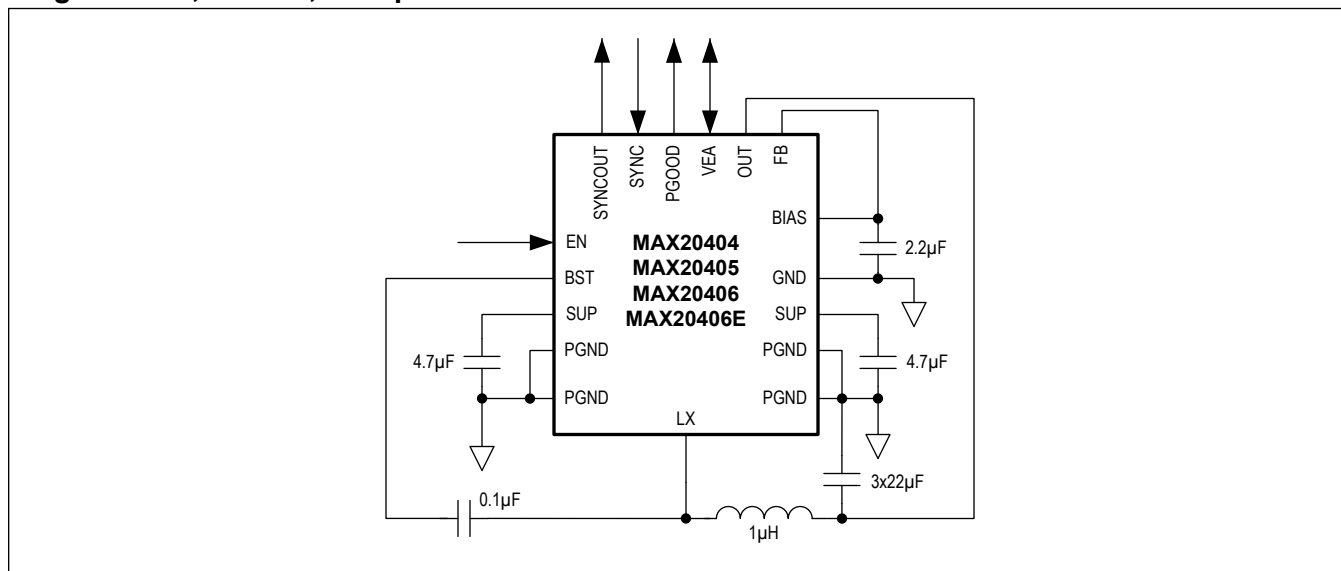 SYNCOUT
SYNC
PGOOD
VEA
OUT
FB
BIAS
EN
MAX20404
2.2µF
MAX20405
BST
GND
MAX20406
SUP
MAX20406E
SUP
4.7µF
PGND
PGND
4.7µF
PGND
PGND
LX
3x22µF
0.1µF
1µH